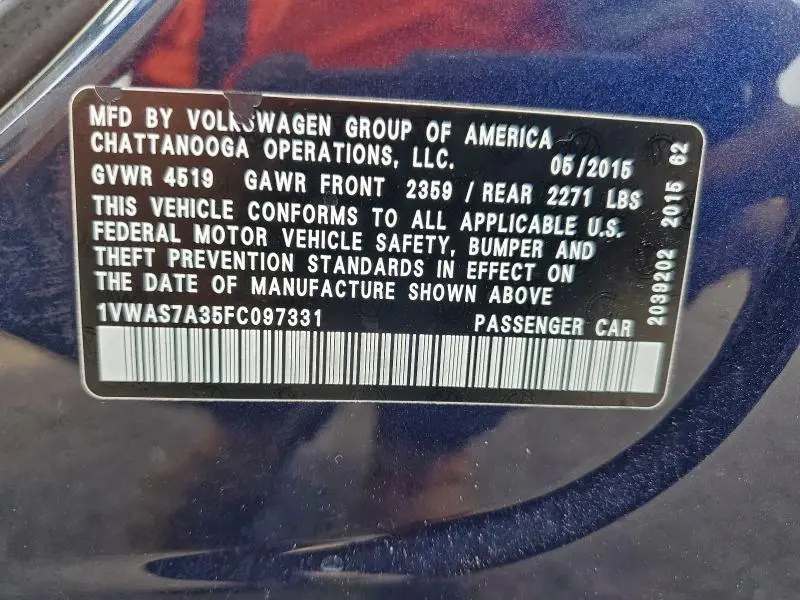 MFD BY VOLKSWAGEN GROUP OF AMERICA
CHATTANOOGA OPERATIONS, LLC. 05/2015
GVWR 4519 GAWR FRONT 2359 / REAR 2271 LBS
THIS VEHICLE CONFORMS TO ALL APPLICABLE U.S.
FEDERAL MOTOR VEHICLE SAFETY, BUMPER AND
THEFT PREVENTION STANDARDS IN EFFECT ON
THE DATE OF MANUFACTURE SHOWN ABOVE
1VWAS7A35FC097331 PASSENGER CAR
2039202 2015 62